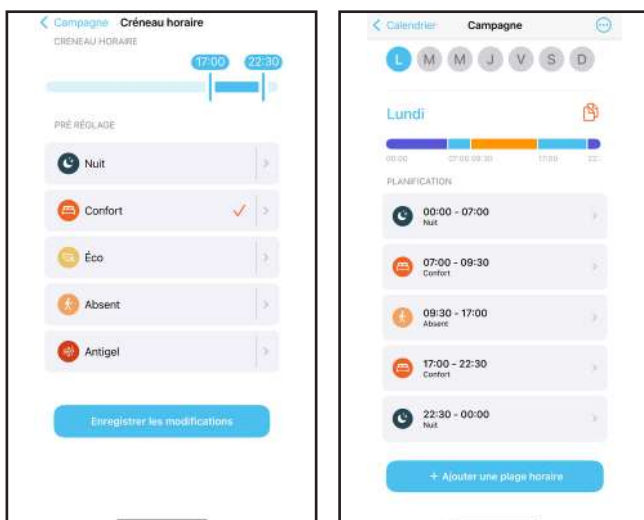 Campagne Créneau horaire
CRÉNEAU HORAIRE
17:00 22:30
PRÉ RÉGLAGE
Nuit
Confort
Éco
Absent
Antigel
Enregistrer les modifications
Calendrier Campagne
L M M J V S D
Lundi
00:00 07:00 09:30 17:00 22:
PLANIFICATION
00:00 - 07:00
Nuit
07:00 - 09:30
Confort
09:30 - 17:00
Absent
17:00 - 22:30
Confort
22:30 - 00:00
Nuit
+ Ajouter une plage horaire